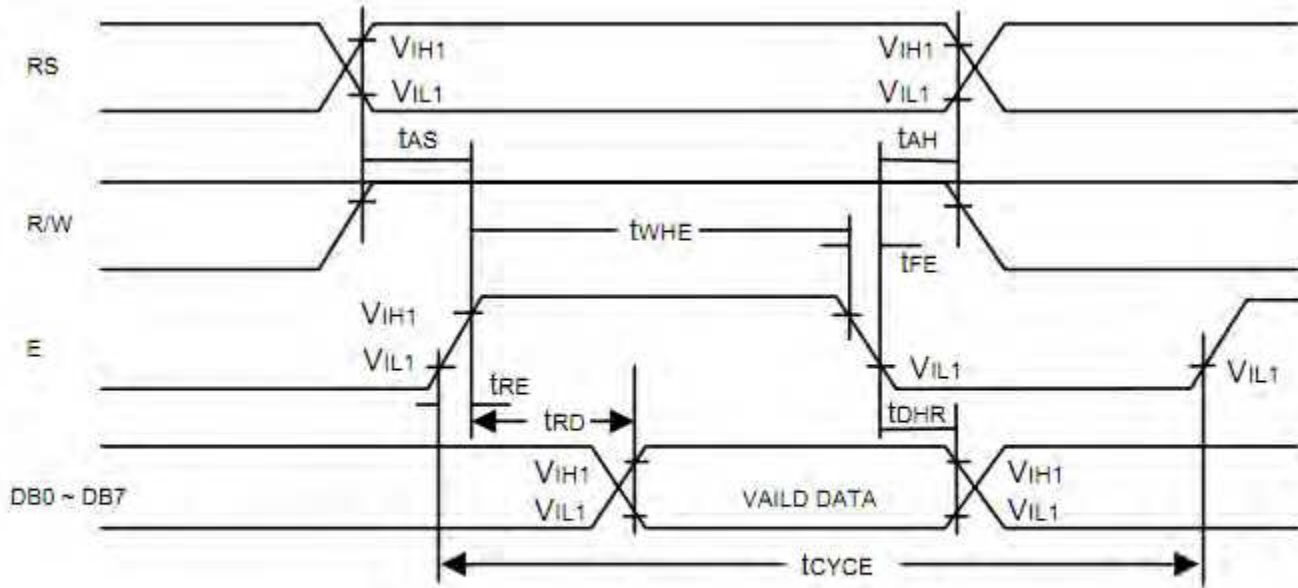 RS
VIH1
VIL1
VIH1
VIL1
tAS
tAH
R/W
tWHE
tFE
E
VIH1
VIL1
VIL1
VIL1
tRE
tRD
tDHR
DB0 ~ DB7
VIH1
VIL1
VAILD DATA
VIH1
VIL1
tCYCE